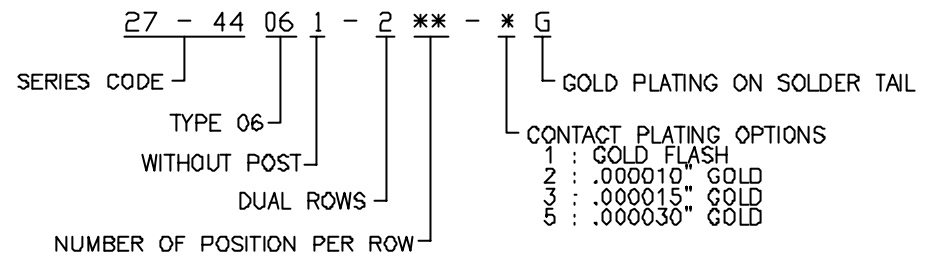 27 - 44 06 1 - 2 ** - * G
SERIES CODE
GOLD PLATING ON SOLDER TAIL
TYPE 06
CONTACT PLATING OPTIONS
1 : GOLD FLASH
WITHOUT POST
2 : .000010" GOLD
3 : .000015" GOLD
DUAL ROWS
5 : .000030" GOLD
NUMBER OF POSITION PER ROW